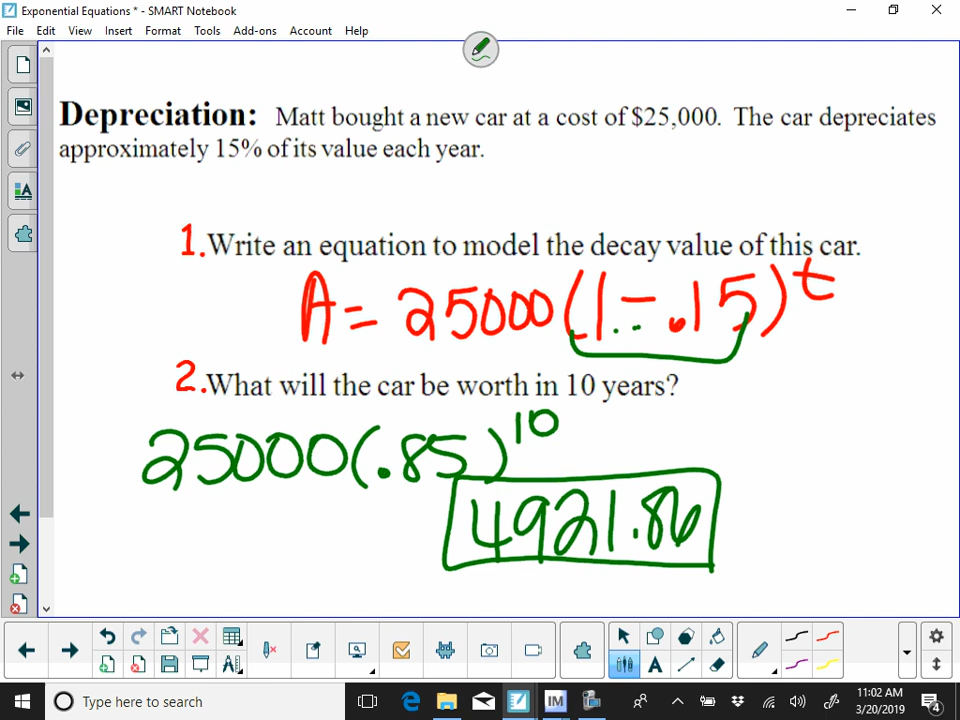 Exponential Equations * - SMART Notebook
File Edit View Insert Format Tools Add-ons Account Help
Depreciation: Matt bought a new car at a cost of $25,000. The car depreciates
approximately 15% of its value each year.
1. Write an equation to model the decay value of this car.
A = 25000(1 - .15)^t
2. What will the car be worth in 10 years?
25000(.85)^10
4921.86
Type here to search
IM
11:02 AM
3/20/2019
4